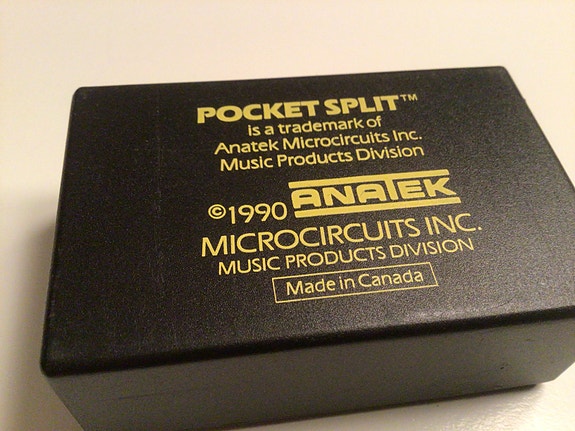 POCKET SPLIT™
is a trademark of
Anatek Microcircuits Inc.
Music Products Division
©1990 ANATEK
MICROCIRCUITS INC.
MUSIC PRODUCTS DIVISION
Made in Canada